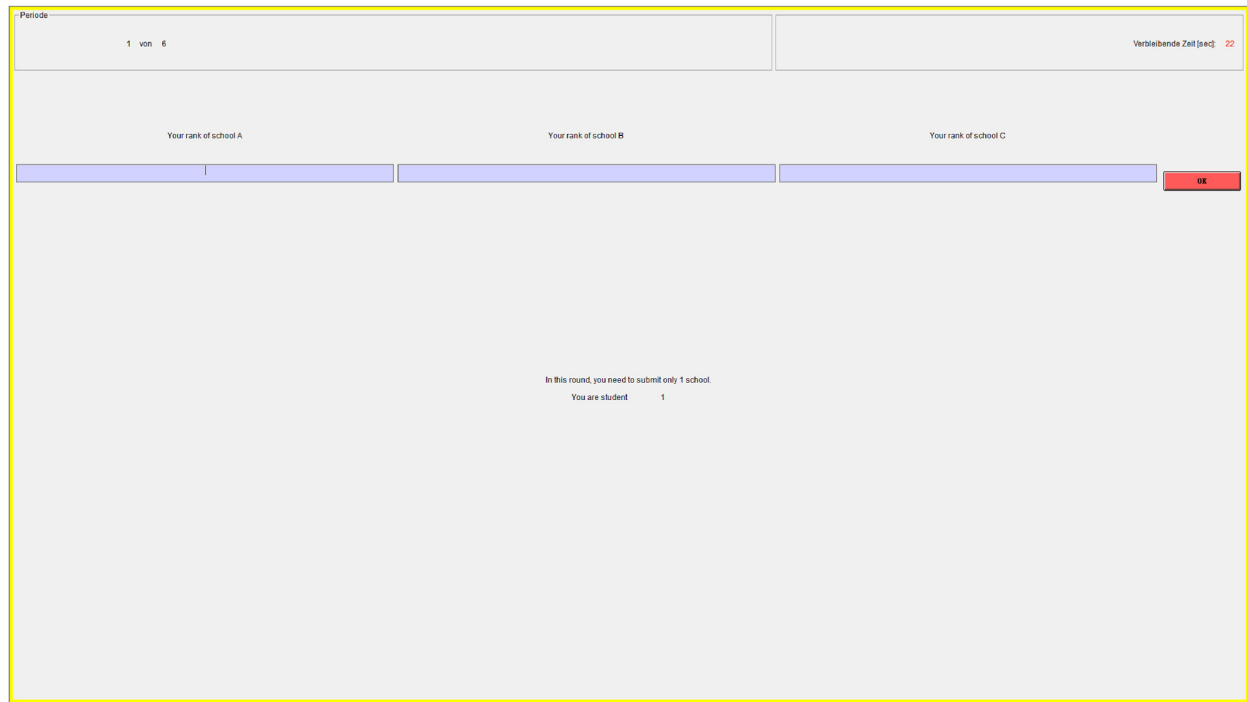 Periode
1 von 6
Verbleibende Zeit [sec]: 22
Your rank of school A
Your rank of school B
Your rank of school C
OK
In this round, you need to submit only 1 school.
You are student 1